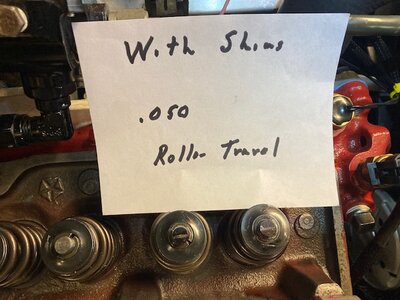 With Shims
.050
Roller Travel